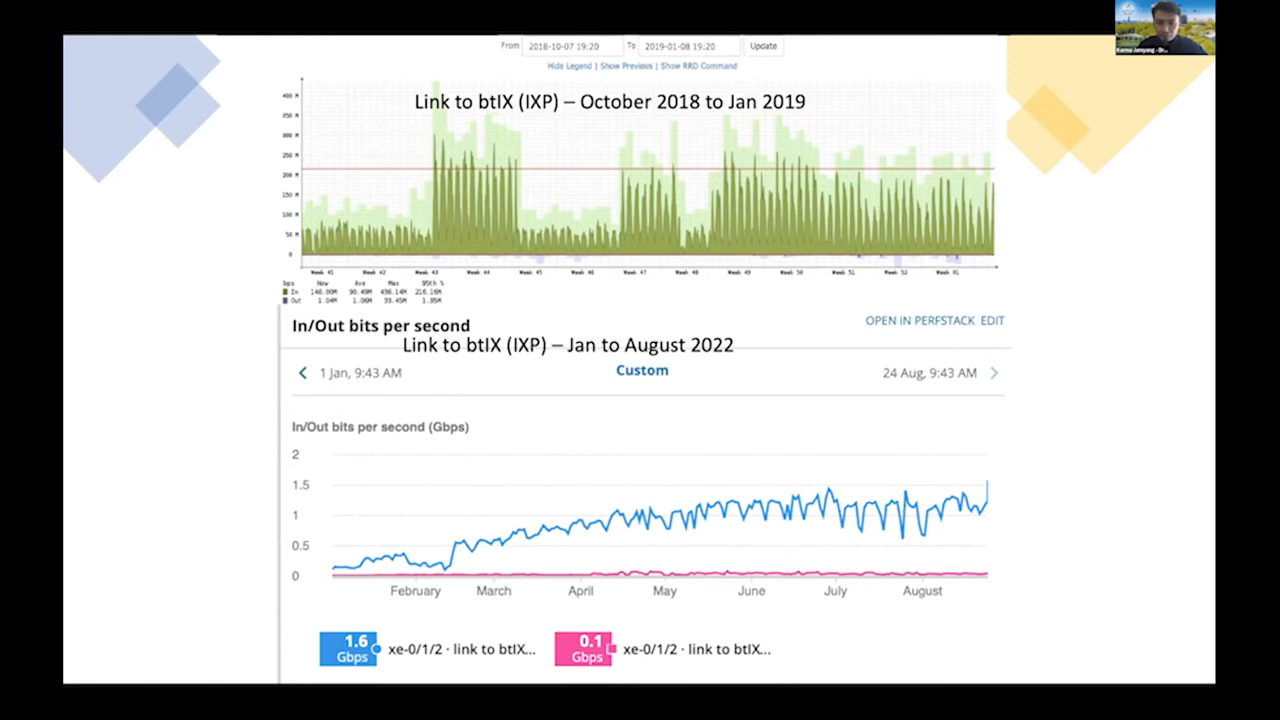 From 2018-10-07 19:20 To 2019-01-08 19:20 Update
Hide Legend | Show Previous | Show RRD Command
Link to btIX (IXP) – October 2018 to Jan 2019
400 M
350 M
300 M
250 M
200 M
150 M
100 M
50 M
0
Week 41 Week 42 Week 43 Week 44 Week 45 Week 46 Week 47 Week 48 Week 49 Week 50 Week 51 Week 52 Week 01
bps Now Ave Max 95th %
In 146.00M 90.49M 436.14M 216.16M
Out 1.04M 1.06M 33.45M 1.95M
In/Out bits per second
OPEN IN PERFSTACK EDIT
Link to btIX (IXP) – Jan to August 2022
1 Jan, 9:43 AM Custom 24 Aug, 9:43 AM
In/Out bits per second (Gbps)
2
1.5
1
0.5
0
February March April May June July August
1.6 Gbps xe-0/1/2 · link to btIX...
0.1 Gbps xe-0/1/2 · link to btIX...